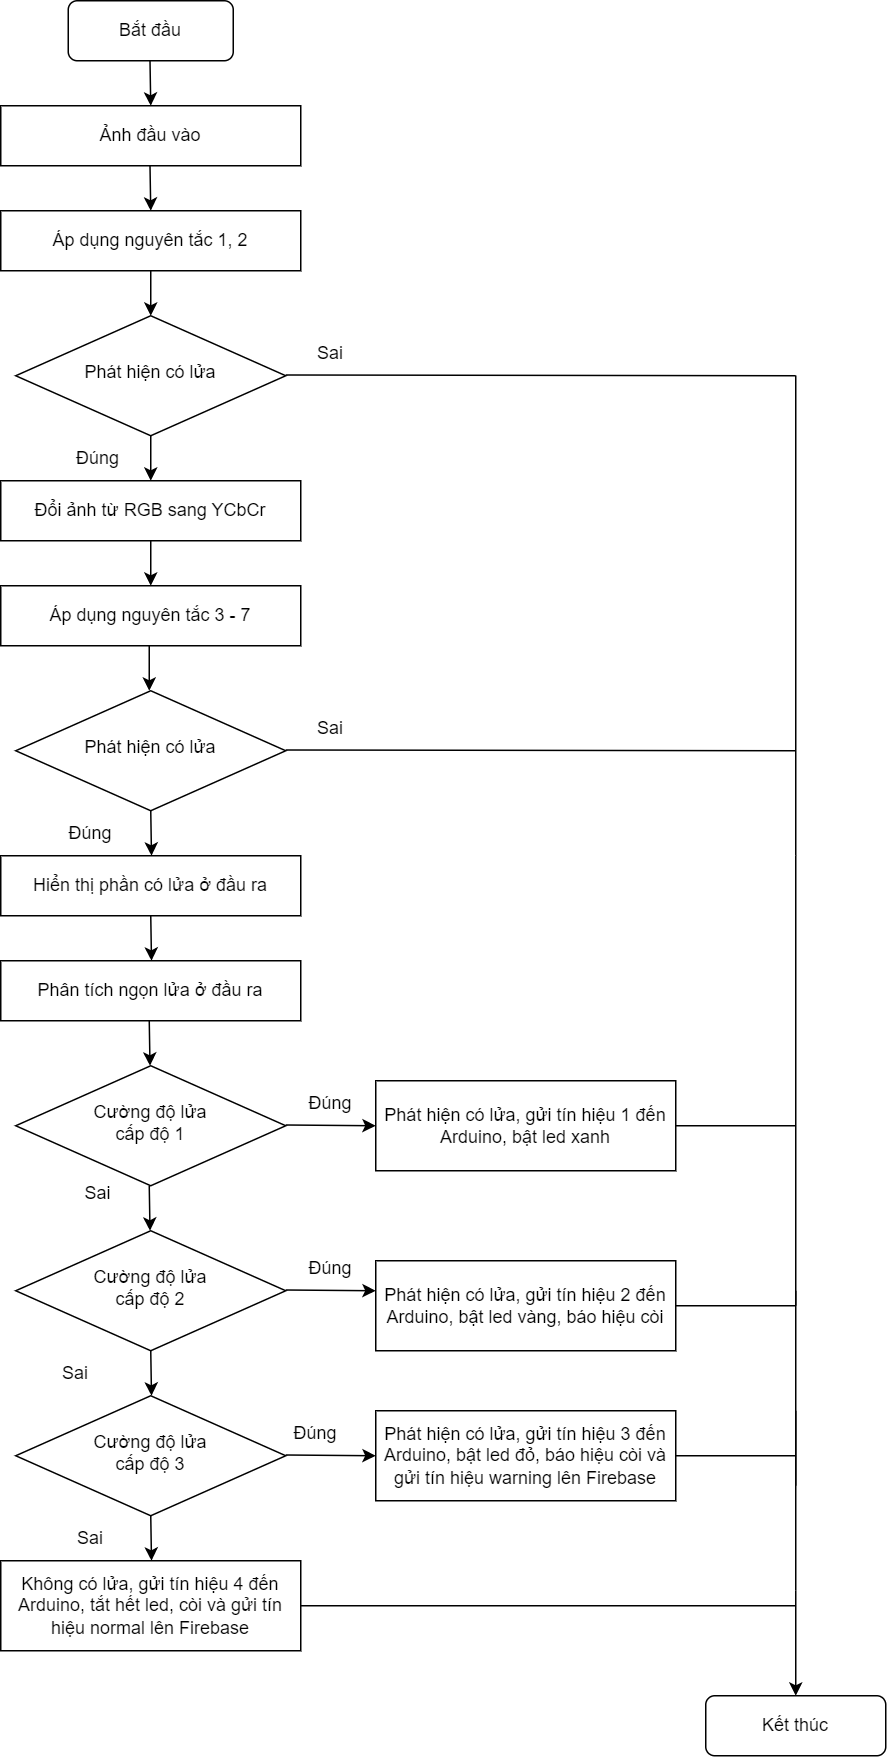 Bắt đầu
Ảnh đầu vào
Áp dụng nguyên tắc 1, 2
Phát hiện có lửa
Sai
Đúng
Đổi ảnh từ RGB sang YCbCr
Áp dụng nguyên tắc 3 - 7
Phát hiện có lửa
Sai
Đúng
Hiển thị phần có lửa ở đầu ra
Phân tích ngọn lửa ở đầu ra
Cường độ lửa
cấp độ 1
Đúng
Phát hiện có lửa, gửi tín hiệu 1 đến
Arduino, bật led xanh
Sai
Cường độ lửa
cấp độ 2
Đúng
Phát hiện có lửa, gửi tín hiệu 2 đến
Arduino, bật led vàng, báo hiệu còi
Sai
Cường độ lửa
cấp độ 3
Đúng
Phát hiện có lửa, gửi tín hiệu 3 đến
Arduino, bật led đỏ, báo hiệu còi và
gửi tín hiệu warning lên Firebase
Sai
Không có lửa, gửi tín hiệu 4 đến
Arduino, tắt hết led, còi và gửi tín
hiệu normal lên Firebase
Kết thúc